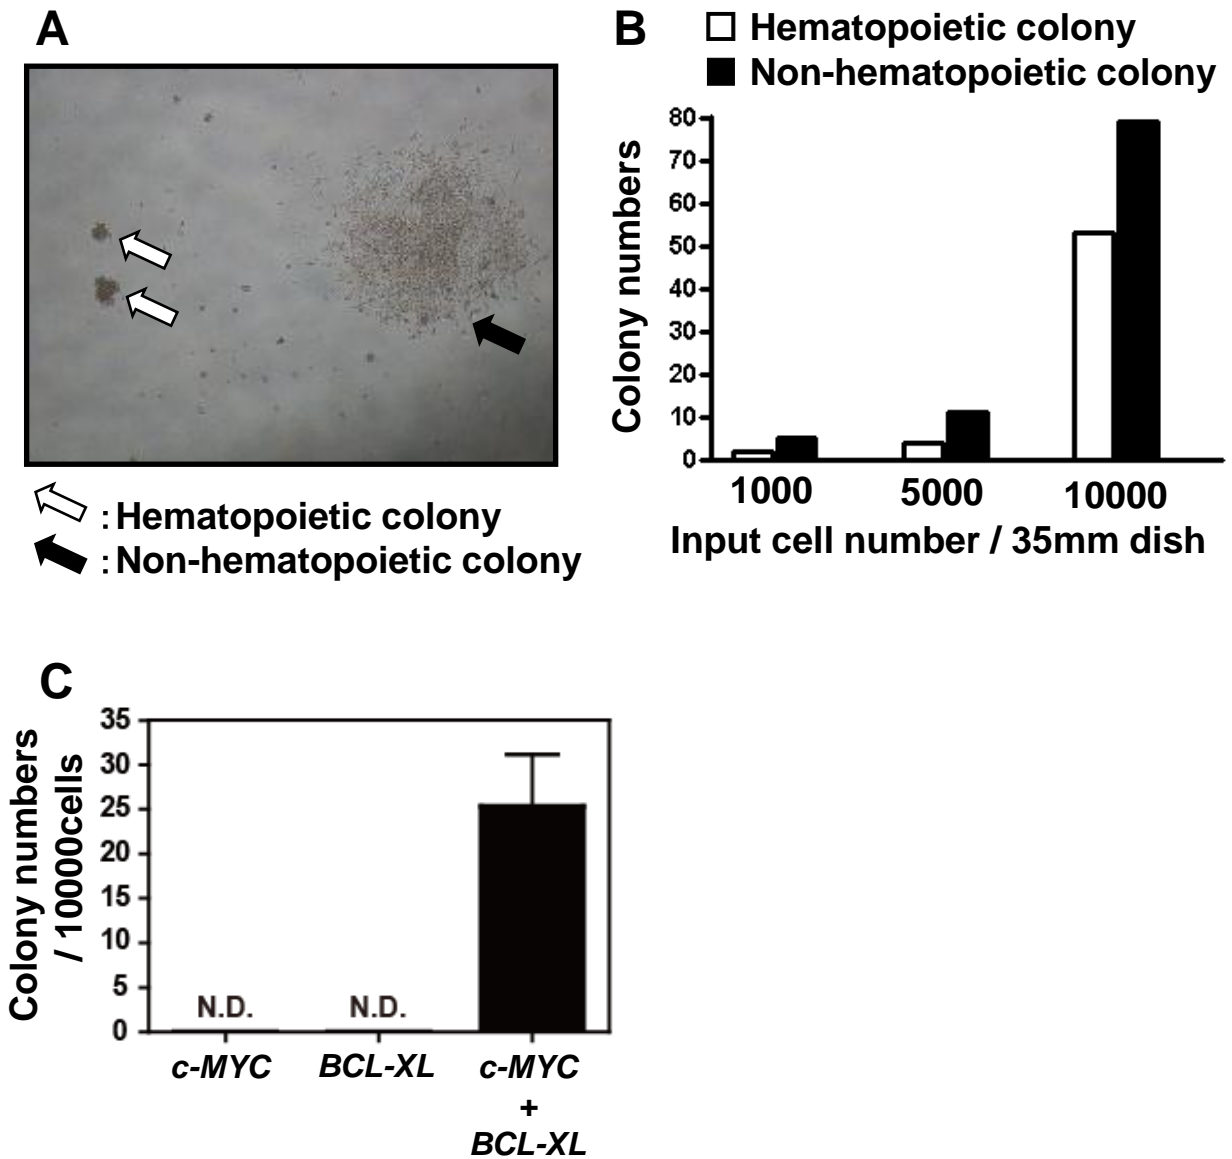 A
: Hematopoietic colony
: Non-hematopoietic colony
B
Hematopoietic colony
Non-hematopoietic colony
Colony numbers
80
70
60
50
40
30
20
10
0
1000 5000 10000
Input cell number / 35mm dish
C
Colony numbers
/ 10000cells
35
30
25
20
15
10
5
0
N.D. N.D.
c-MYC BCL-XL c-MYC
+
BCL-XL